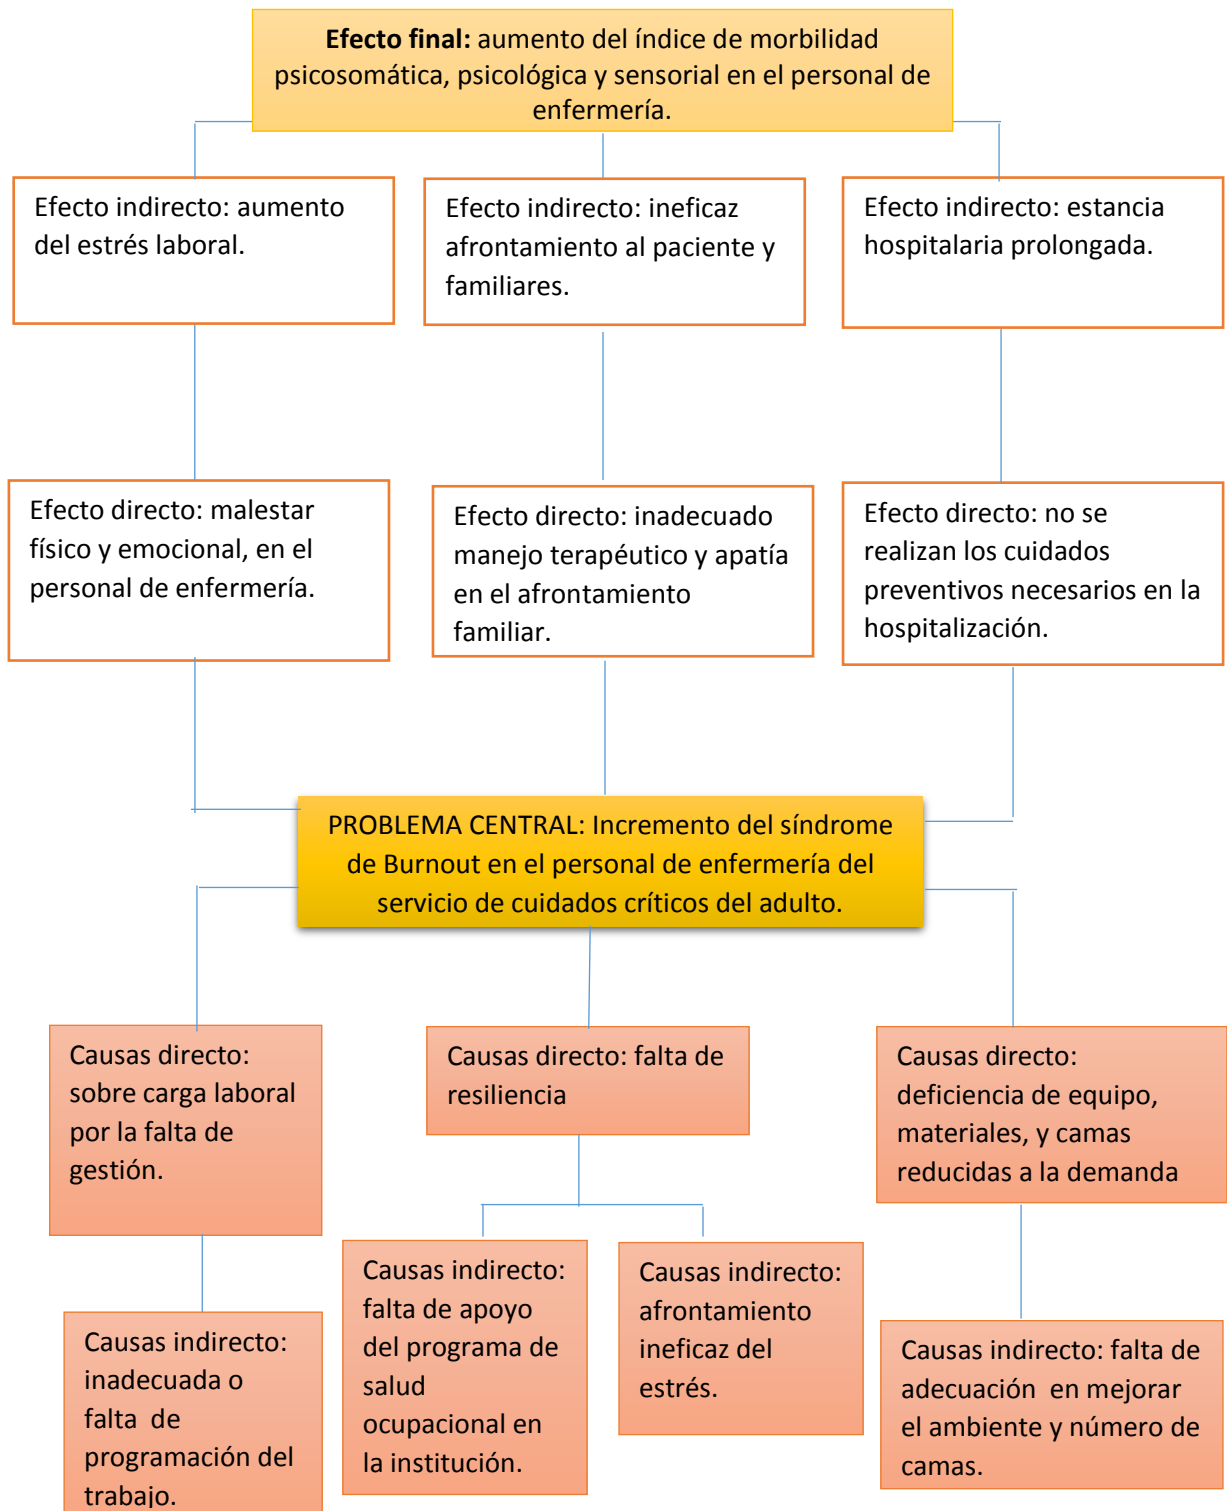 Efecto final: aumento del índice de morbilidad
psicosomática, psicológica y sensorial en el personal de
enfermería.
Efecto indirecto: aumento
del estrés laboral.
Efecto indirecto: ineficaz
afrontamiento al paciente y
familiares.
Efecto indirecto: estancia
hospitalaria prolongada.
Efecto directo: malestar
físico y emocional, en el
personal de enfermería.
Efecto directo: inadecuado
manejo terapéutico y apatía
en el afrontamiento
familiar.
Efecto directo: no se
realizan los cuidados
preventivos necesarios en la
hospitalización.
PROBLEMA CENTRAL: Incremento del síndrome
de Burnout en el personal de enfermería del
servicio de cuidados críticos del adulto.
Causas directo:
sobre carga laboral
por la falta de
gestión.
Causas directo: falta de
resiliencia
Causas directo:
deficiencia de equipo,
materiales, y camas
reducidas a la demanda
Causas indirecto:
inadecuada o
falta  de
programación del
trabajo.
Causas indirecto:
falta de apoyo
del programa de
salud
ocupacional en
la institución.
Causas indirecto:
afrontamiento
ineficaz del
estrés.
Causas indirecto: falta de
adecuación  en mejorar
el ambiente y número de
camas.